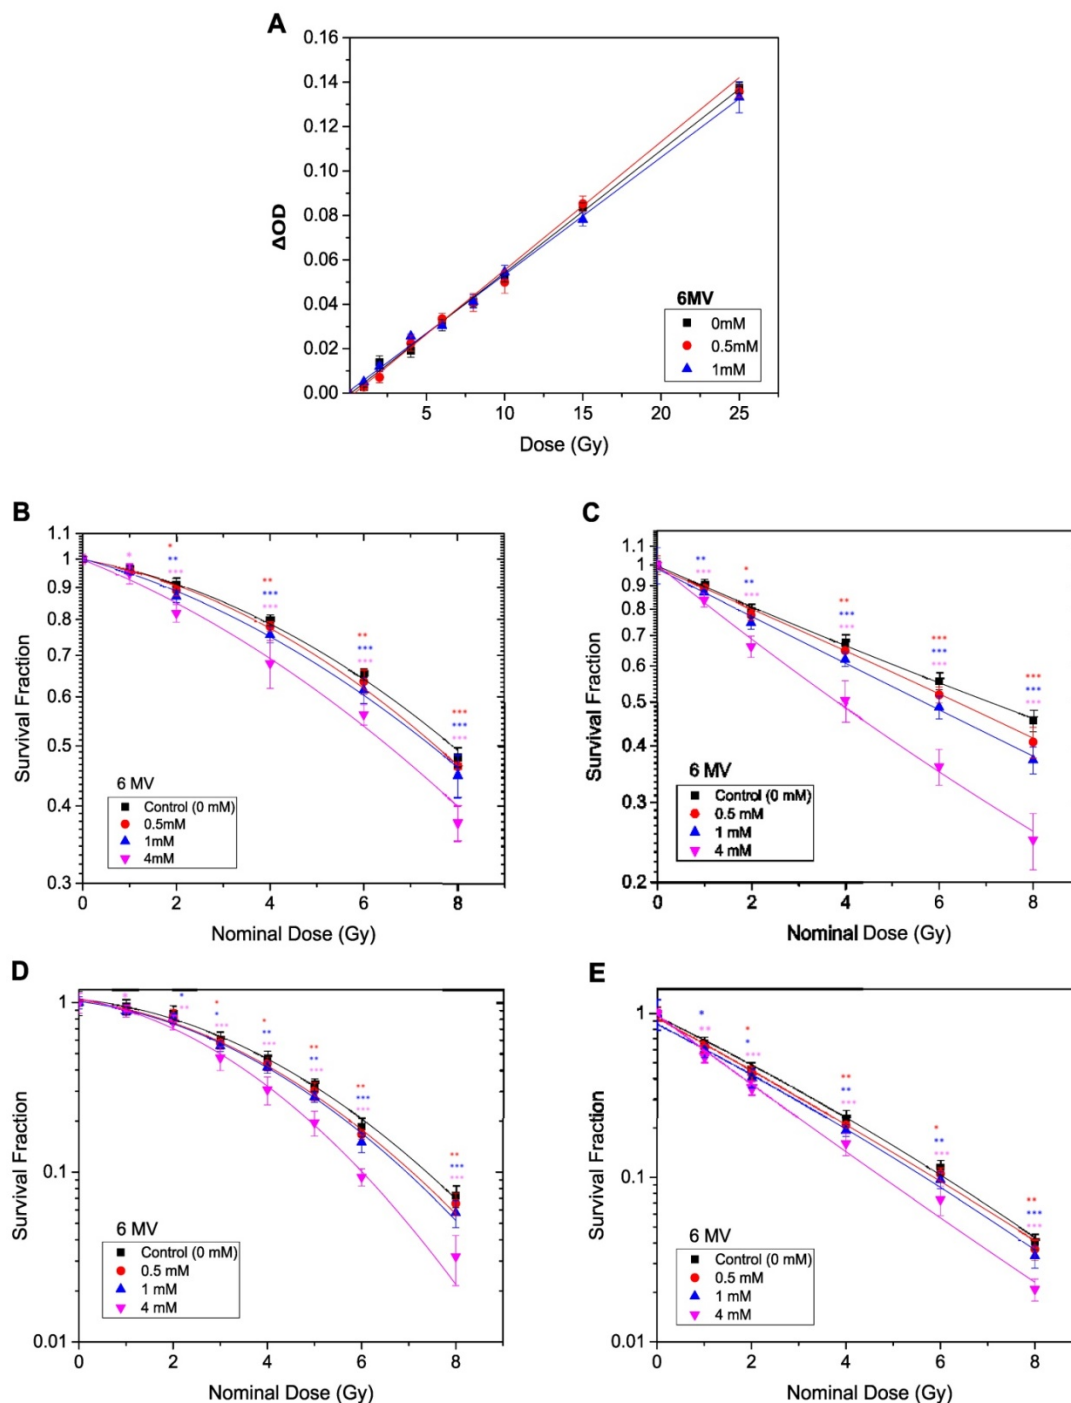 A
0.16
0.14
0.12
0.10
0.08
0.06
0.04
0.02
0.00
ΔOD
6MV
0mM
0.5mM
1mM
5 10 15 20 25
Dose (Gy)
B
1.1
1
0.9
0.8
0.7
0.6
0.5
0.4
0.3
Survival Fraction
* * ** *** ** *** *** ** *** *** *** *** ***
6 MV
Control (0 mM)
0.5mM
1mM
4mM
0 2 4 6 8
Nominal Dose (Gy)
C
1.1
1
0.9
0.8
0.7
0.6
0.5
0.4
0.3
0.2
Survival Fraction
** *** * ** *** ** *** *** *** *** *** *** *** ***
6 MV
Control (0 mM)
0.5 mM
1 mM
4 mM
0 2 4 6 8
Nominal Dose (Gy)
D
1
0.1
0.01
Survival Fraction
* * ** * * *** * ** *** ** ** *** ** *** *** ** *** ***
6 MV
Control (0 mM)
0.5 mM
1 mM
4 mM
0 2 4 6 8
Nominal Dose (Gy)
E
1
0.1
0.01
Survival Fraction
* ** * * *** ** ** *** * ** *** ** *** ***
6 MV
Control (0 mM)
0.5 mM
1 mM
4 mM
0 2 4 6 8
Nominal Dose (Gy)